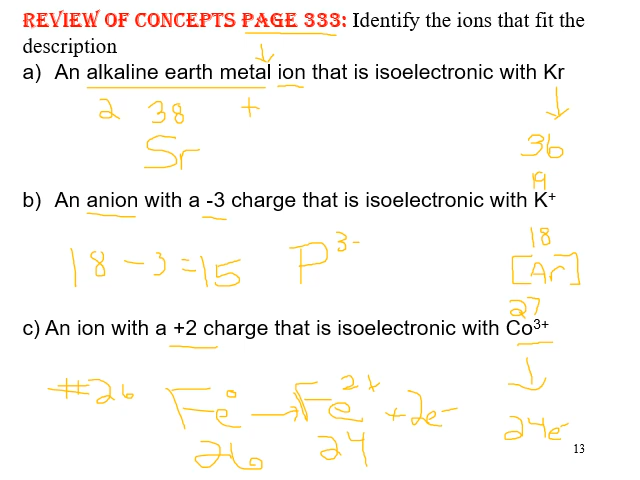 REVIEW OF CONCEPTS PAGE 333: Identify the ions that fit the
description
a) An alkaline earth metal ion that is isoelectronic with Kr
2 38 +
Sr
36
19
b) An anion with a -3 charge that is isoelectronic with K⁺
18
18 - 3 = 15 P³⁻ [Ar]
27
c) An ion with a +2 charge that is isoelectronic with Co³⁺
#26 Fe⁰ → Fe²⁺ + 2e⁻ 24e⁻
26 24
13